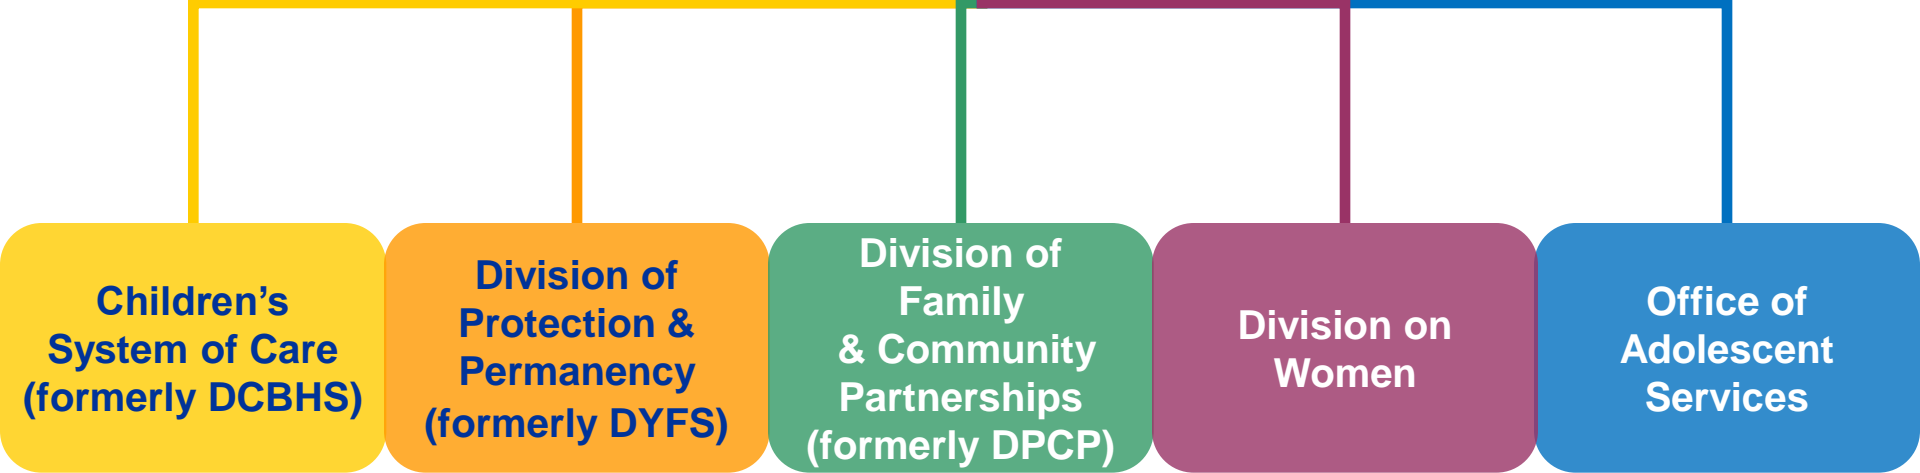 Children’s
System of Care
(formerly DCBHS)
Division of
Protection &
Permanency
(formerly DYFS)
Division of
Family
& Community
Partnerships
(formerly DPCP)
Division on
Women
Office of
Adolescent
Services